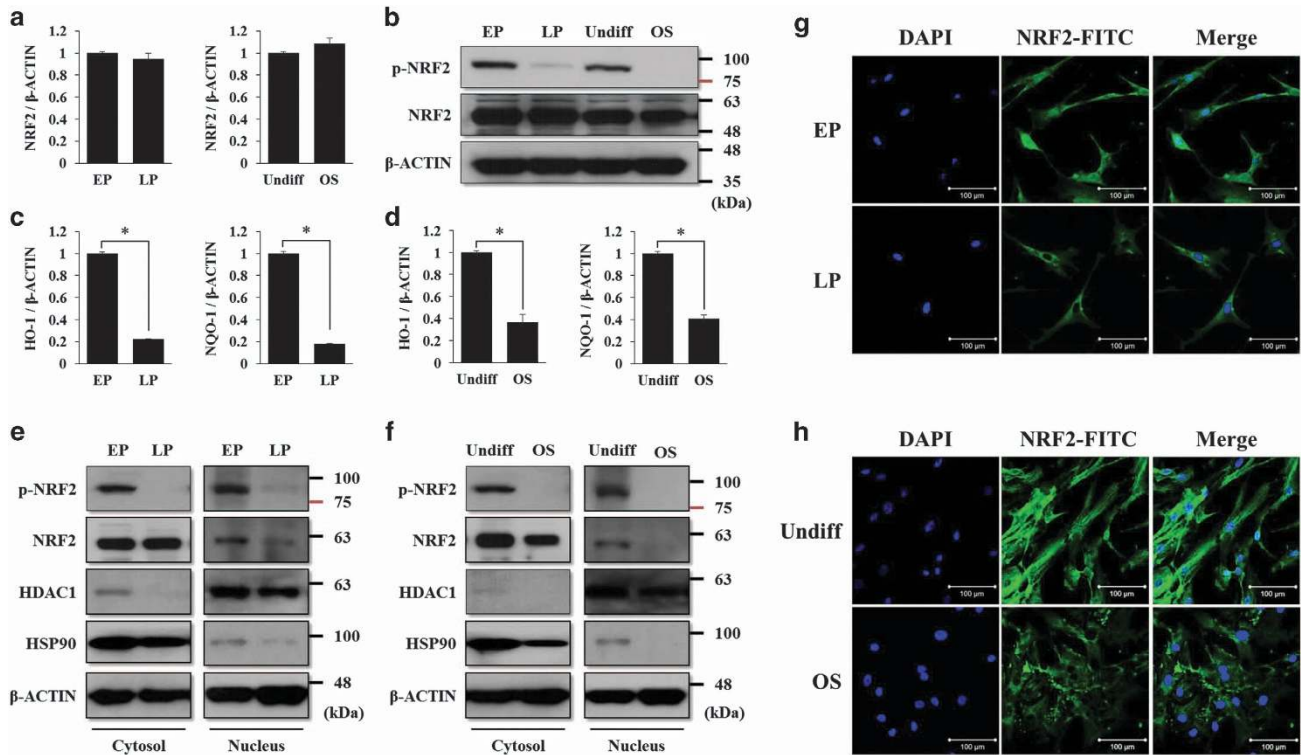 a
NRF2 / β-ACTIN
1.2
1
0.8
0.6
0.4
0.2
0
EP LP
NRF2 / β-ACTIN
1.2
1
0.8
0.6
0.4
0.2
0
Undiff OS
b
EP LP Undiff OS
p-NRF2
100
75
NRF2
63
48
β-ACTIN
48
35
(kDa)
c
HO-1 / β-ACTIN
1.2
1
0.8
0.6
0.4
0.2
0
*
EP LP
NQO-1 / β-ACTIN
1.2
1
0.8
0.6
0.4
0.2
0
*
EP LP
d
HO-1 / β-ACTIN
1.2
1
0.8
0.6
0.4
0.2
0
*
Undiff OS
NQO-1 / β-ACTIN
1.2
1
0.8
0.6
0.4
0.2
0
*
Undiff OS
e
EP LP EP LP
p-NRF2
100
75
NRF2
63
HDAC1
63
HSP90
100
β-ACTIN
48
(kDa)
Cytosol Nucleus
f
Undiff OS Undiff OS
p-NRF2
100
75
NRF2
63
HDAC1
63
HSP90
100
β-ACTIN
48
(kDa)
Cytosol Nucleus
g
DAPI NRF2-FITC Merge
EP
100 µm 100 µm 100 µm
LP
100 µm 100 µm 100 µm
h
DAPI NRF2-FITC Merge
Undiff
100 µm 100 µm 100 µm
OS
100 µm 100 µm 100 µm